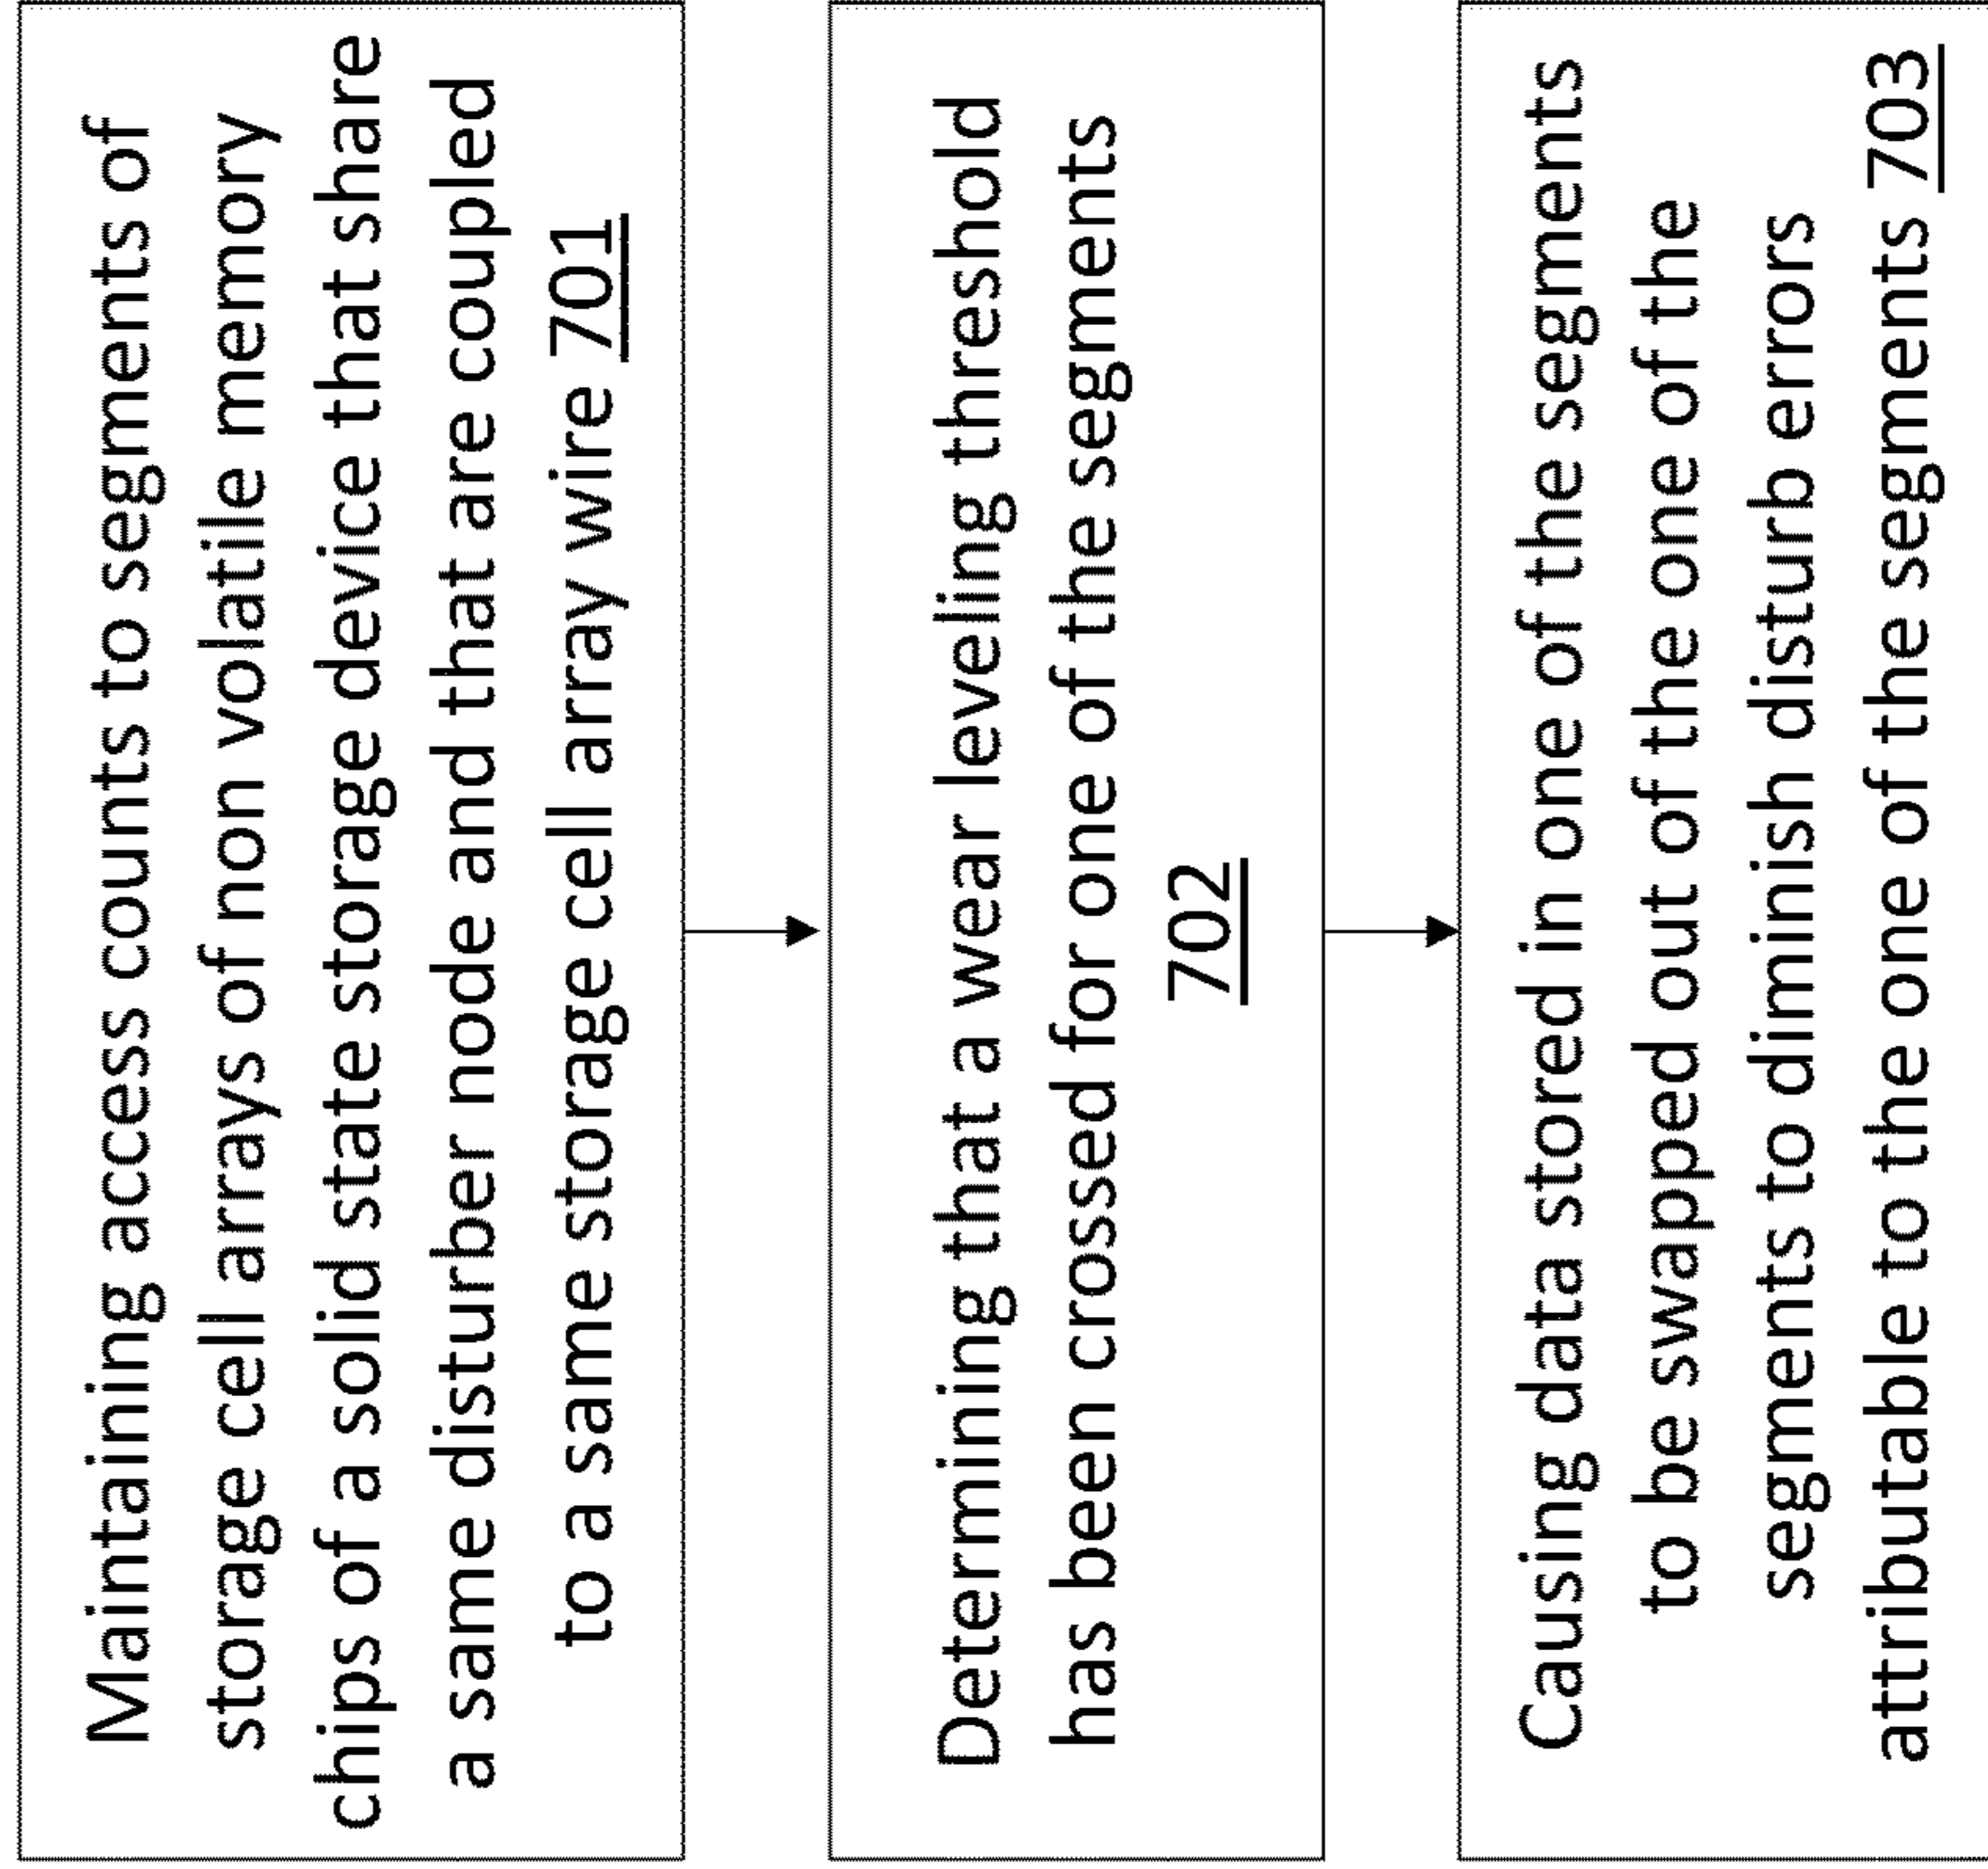 Maintaining access counts to segments of
storage cell arrays of non volatile memory
chips of a solid state storage device that share
a same disturber node and that are coupled
to a same storage cell array wire 701
Determining that a wear leveling threshold
has been crossed for one of the segments
702
Causing data stored in one of the segments
to be swapped out of the one of the
segments to diminish disturb errors
attributable to the one of the segments 703